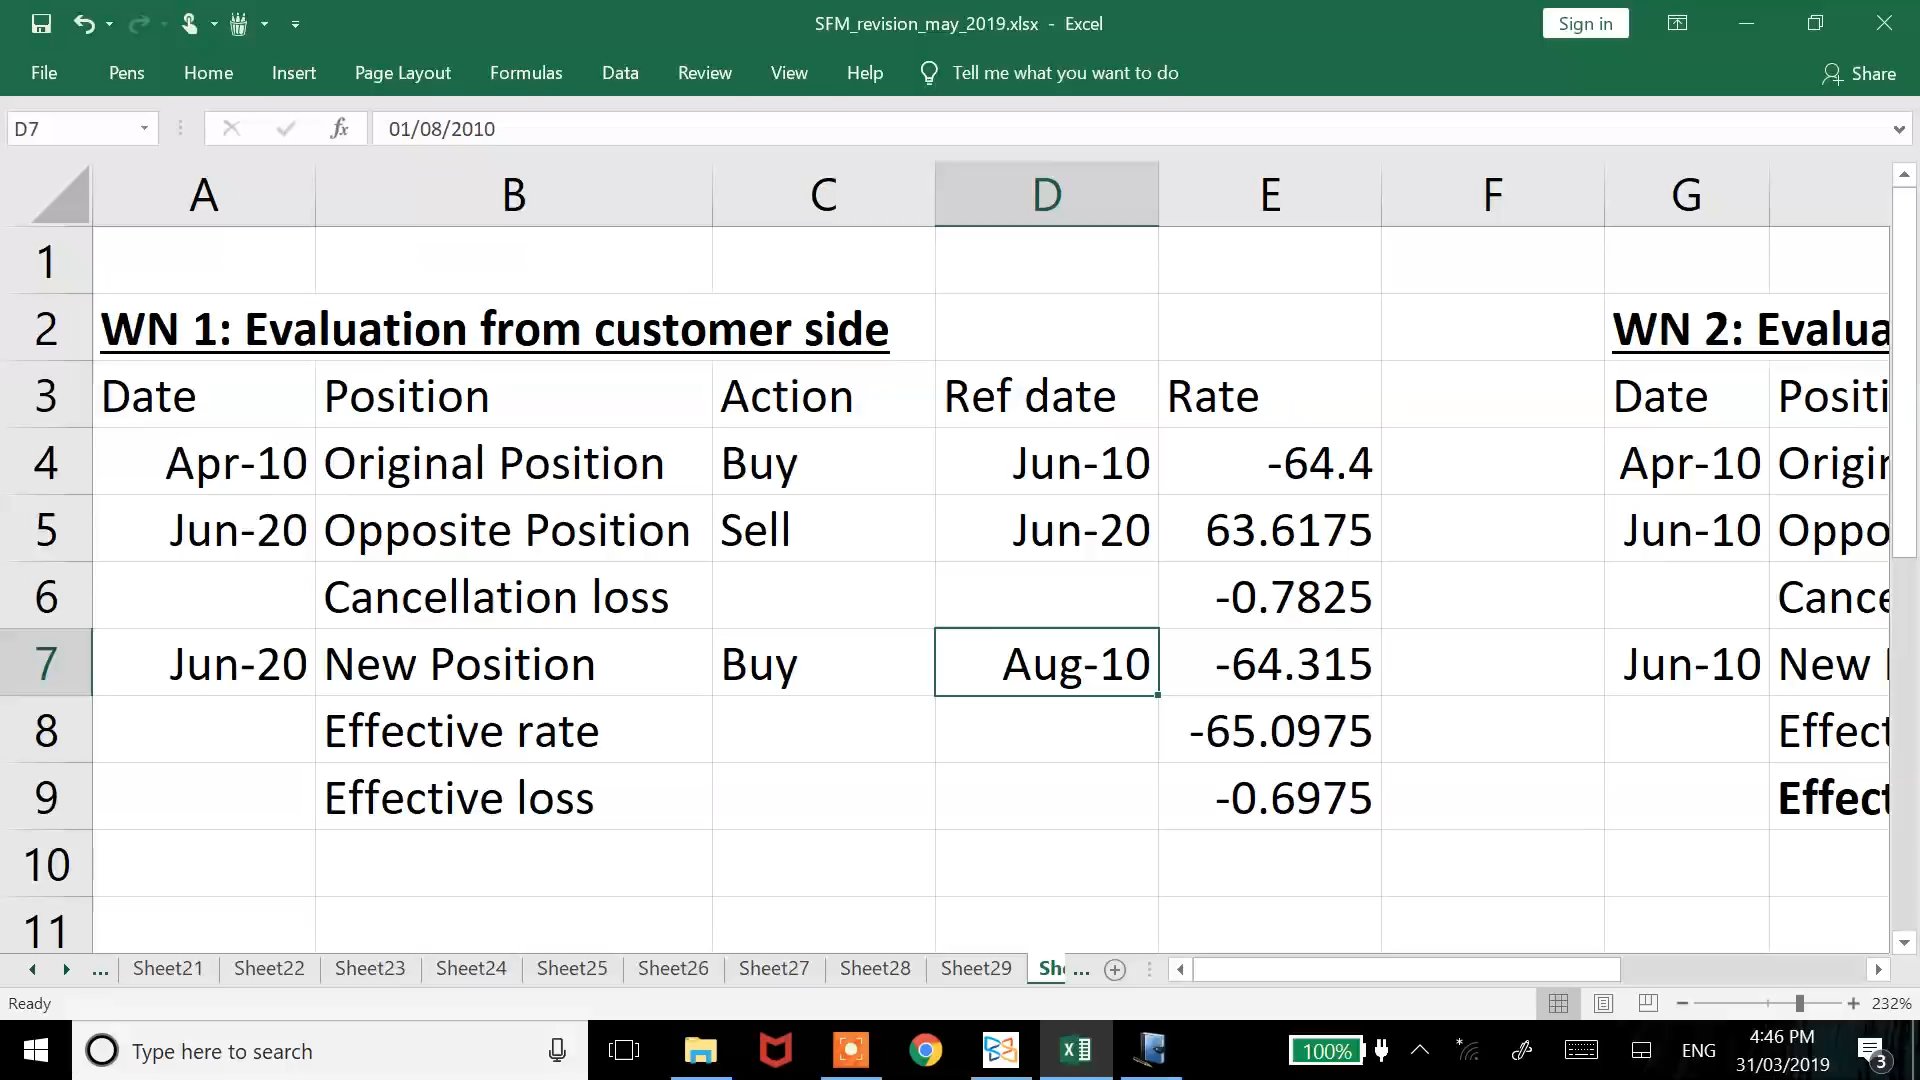 SFM_revision_may_2019.xlsx - Excel
Sign in
File Pens Home Insert Page Layout Formulas Data Review View Help Tell me what you want to do Share
D7 fx 01/08/2010
A B C D E F G
1
2 WN 1: Evaluation from customer side WN 2: Evalua
3 Date Position Action Ref date Rate Date Positi
4 Apr-10 Original Position Buy Jun-10 -64.4 Apr-10 Origin
5 Jun-20 Opposite Position Sell Jun-20 63.6175 Jun-10 Oppo
6 Cancellation loss -0.7825 Cance
7 Jun-20 New Position Buy Aug-10 -64.315 Jun-10 New
8 Effective rate -65.0975 Effect
9 Effective loss -0.6975 Effect
10
11
... Sheet21 Sheet22 Sheet23 Sheet24 Sheet25 Sheet26 Sheet27 Sheet28 Sheet29 She ...
Ready 232%
Type here to search 100% ENG 4:46 PM
31/03/2019 3